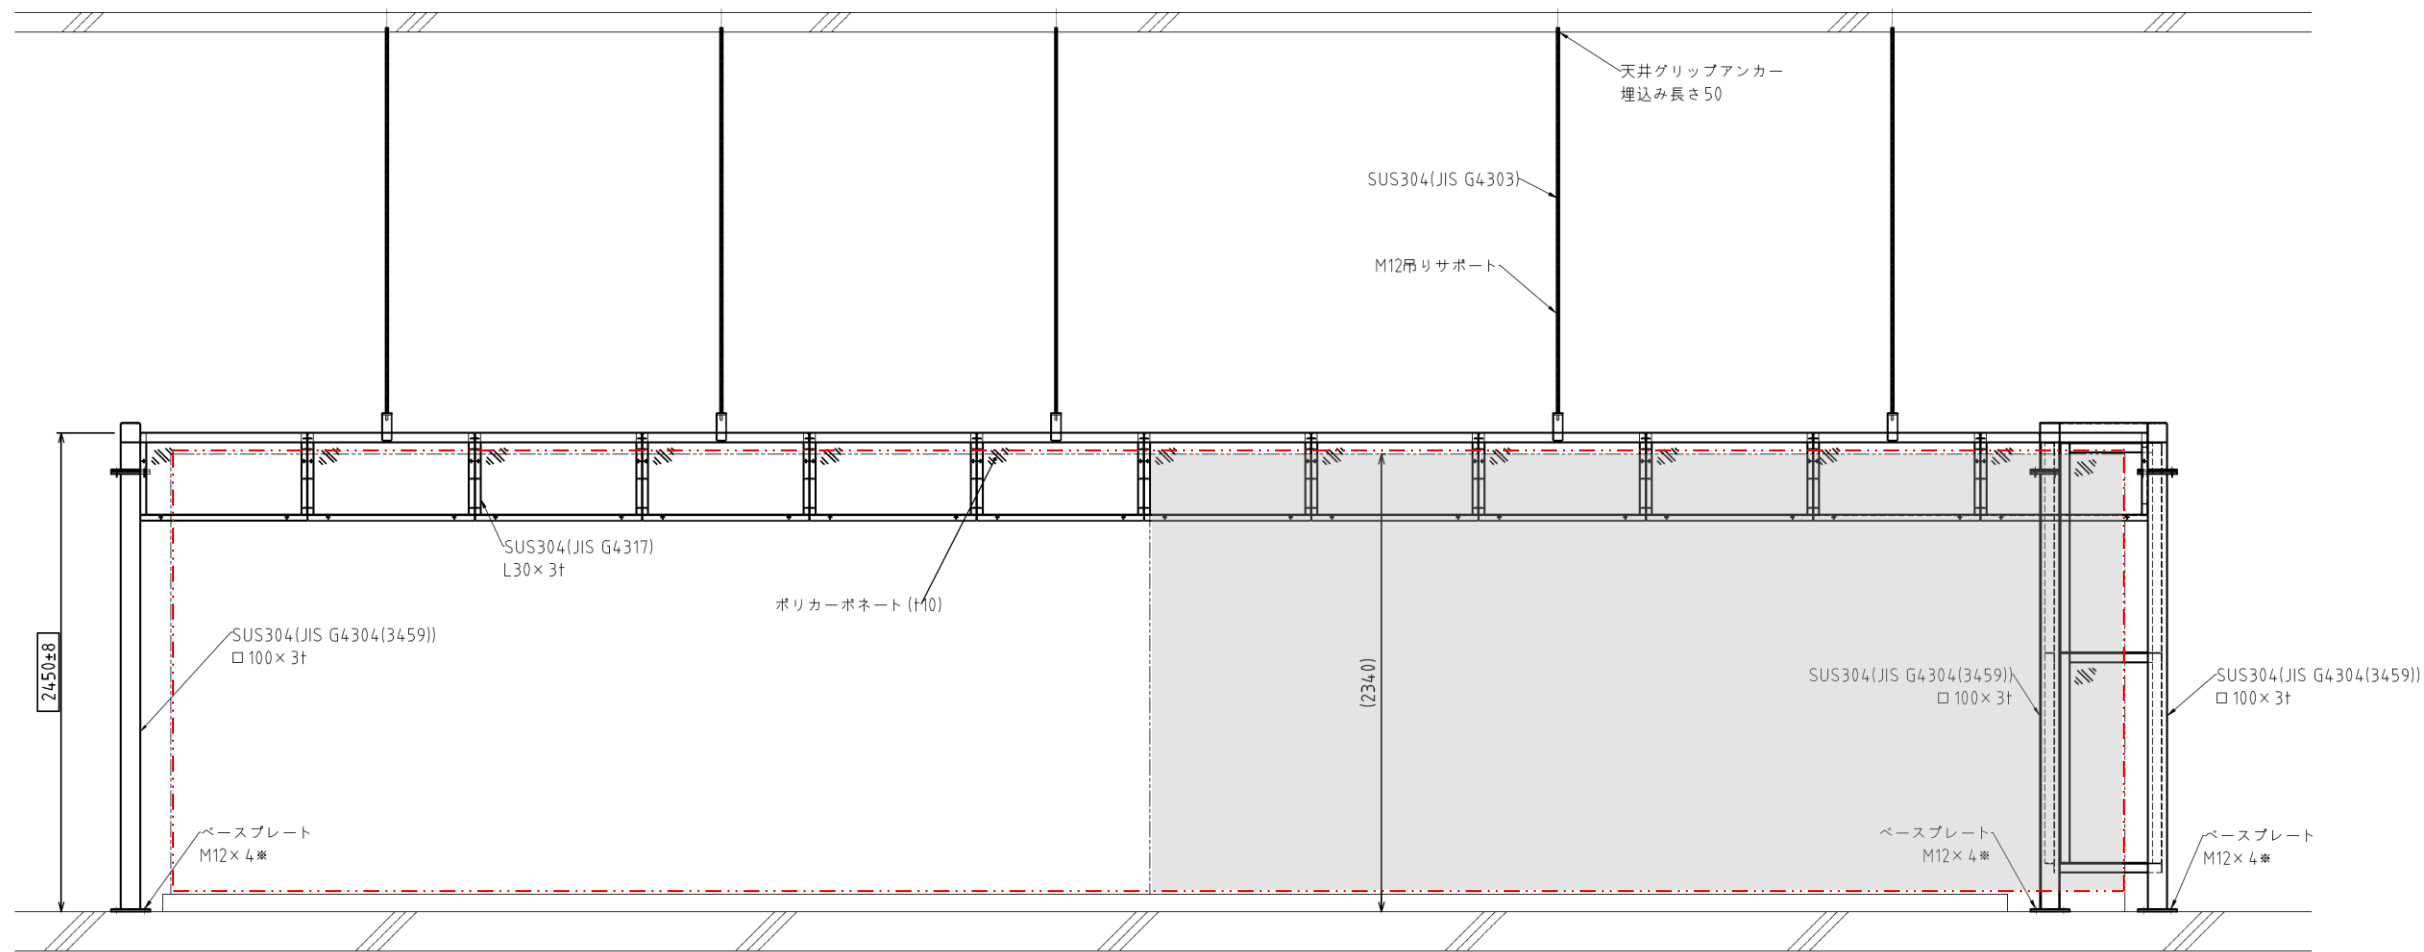 天井グリップアンカー
埋込み長さ50
SUS304(JIS G4303)
M12吊りサポート
SUS304(JIS G4317)
L30×3t
ポリカーボネート(t10)
SUS304(JIS G4304(3459))
□100×3t
2450±8
(2340)
SUS304(JIS G4304(3459))
□100×3t
SUS304(JIS G4304(3459))
□100×3t
ベースプレート
M12×4※
ベースプレート
M12×4※
ベースプレート
M12×4※